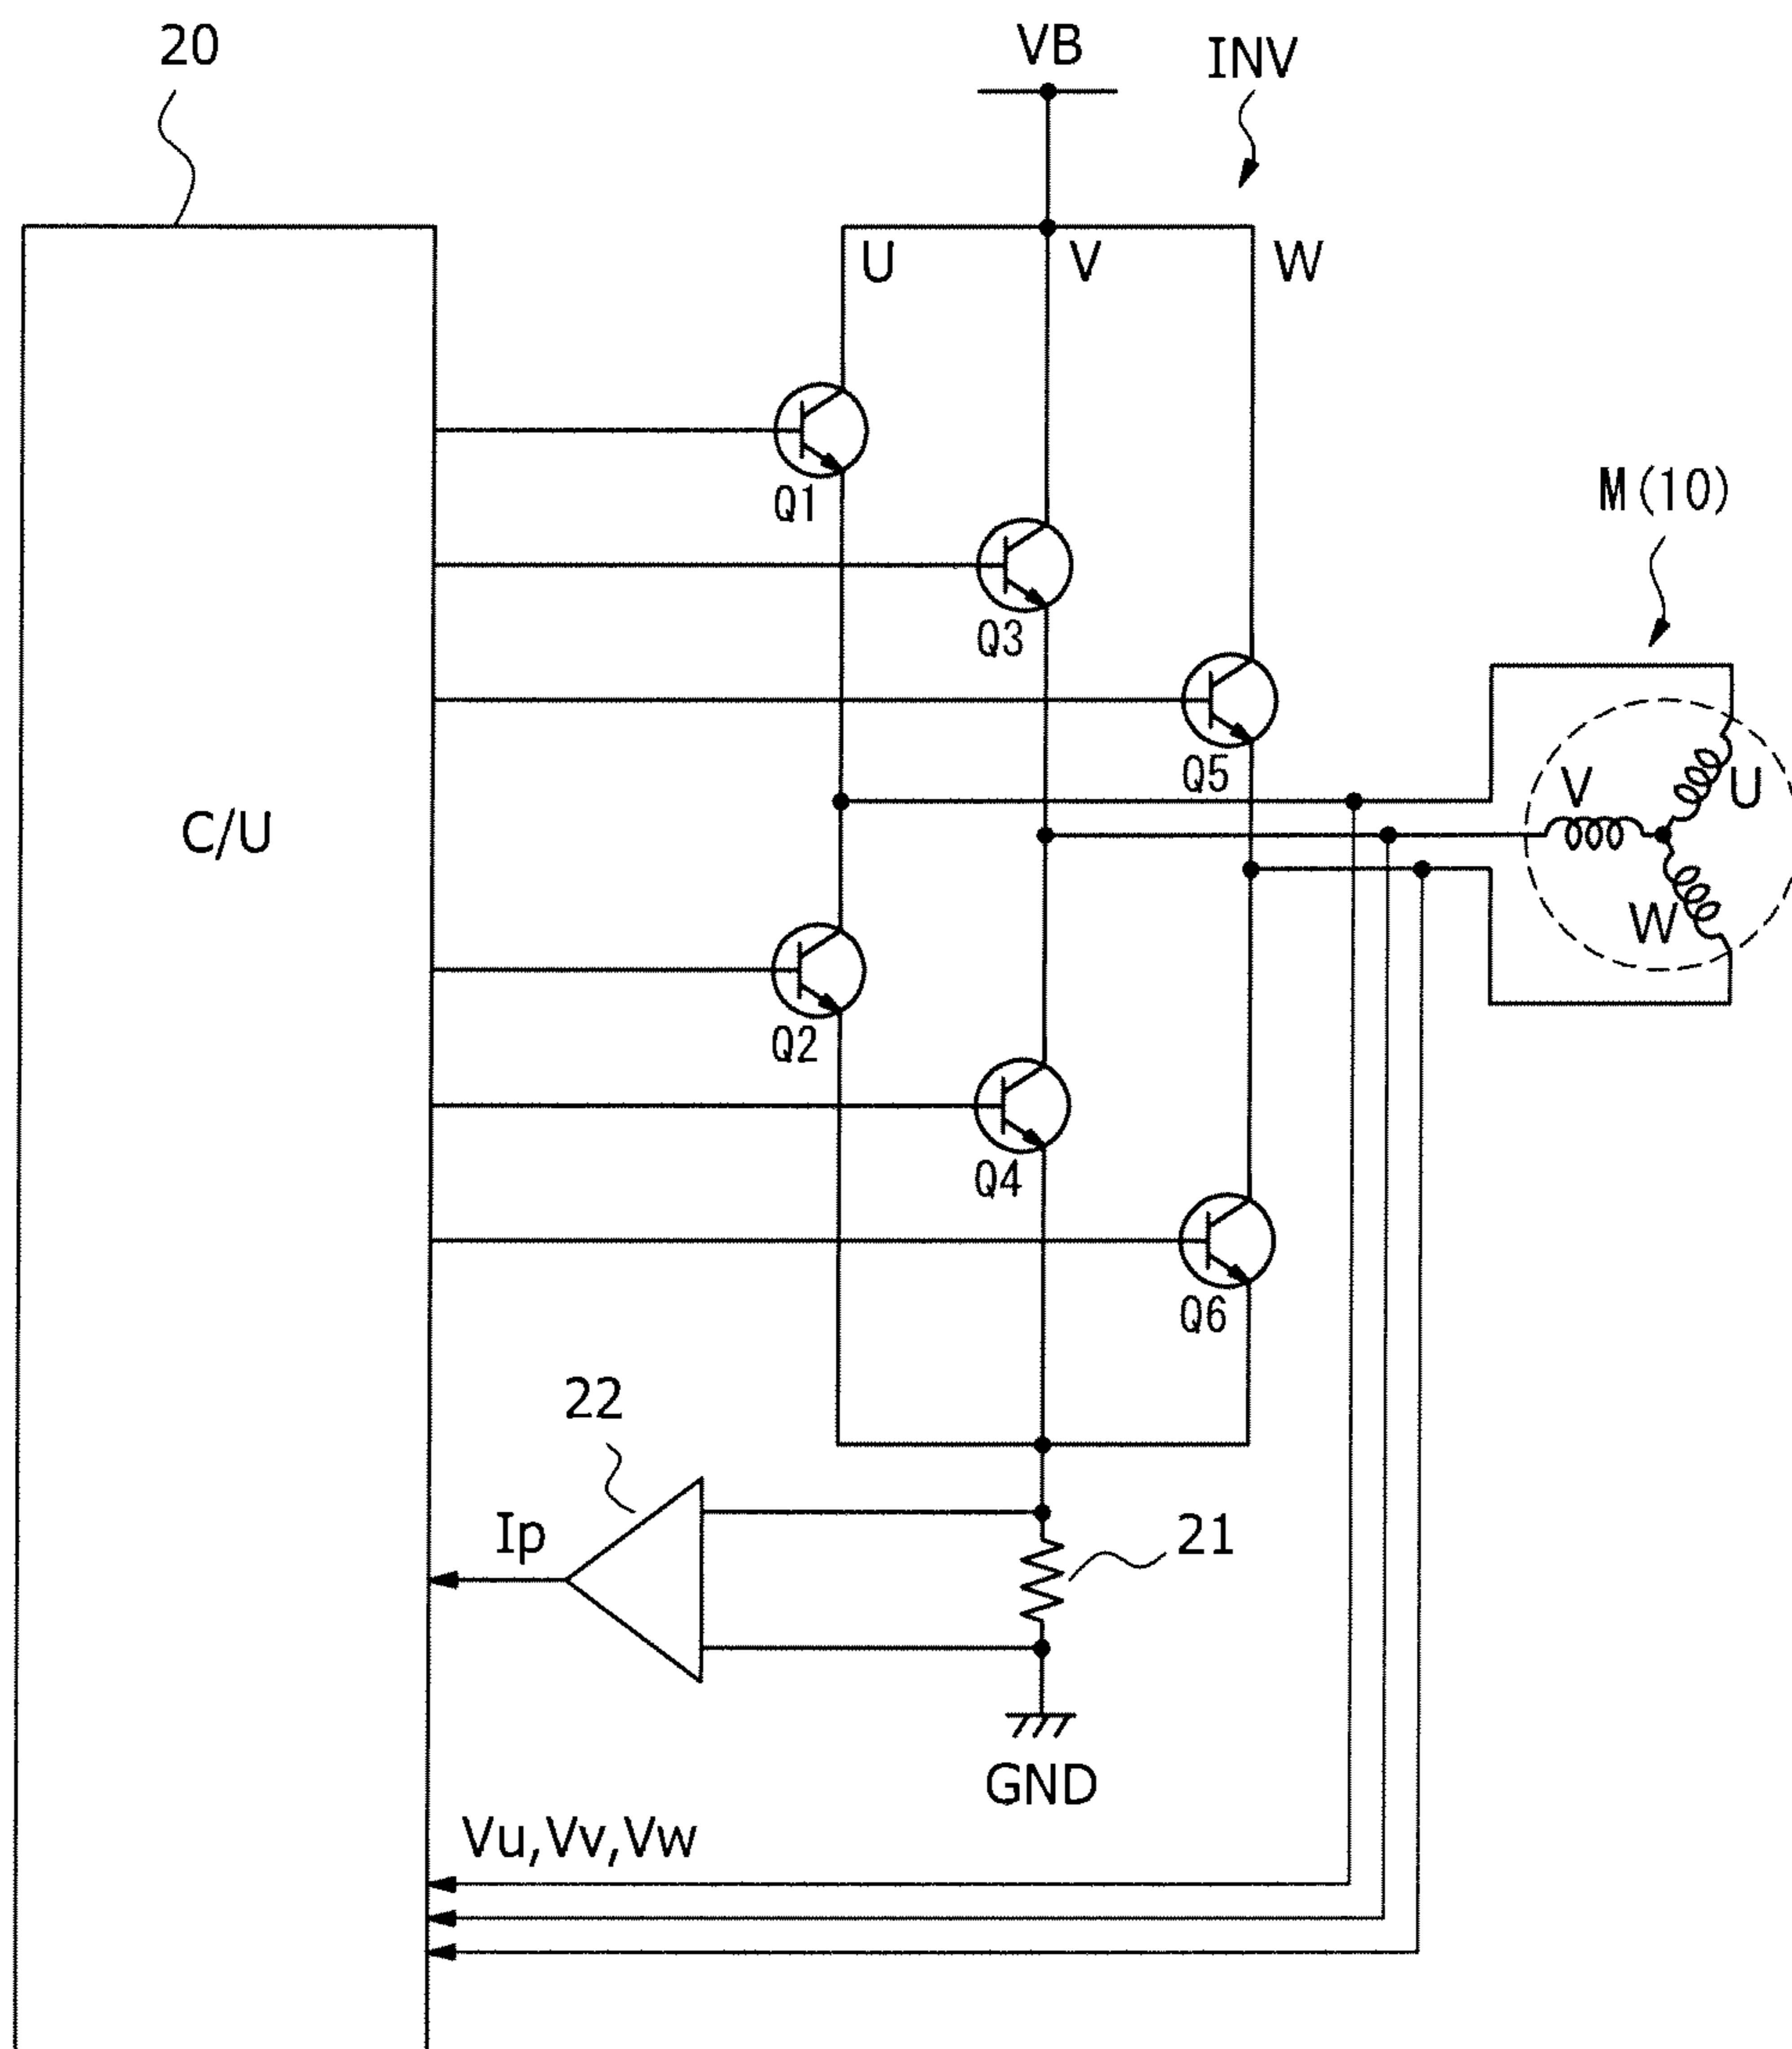 20
VB
INV
U
V
W
Q1
M(10)
Q3
Q5
V
U
C/U
W
Q2
Q4
Q6
22
Ip
21
GND
Vu,Vv,Vw